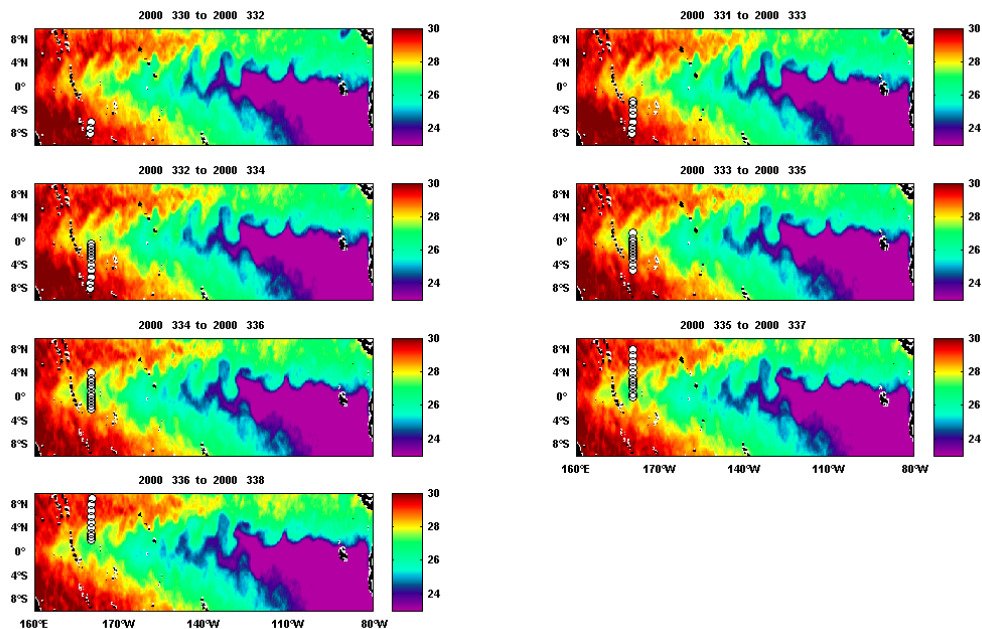 2000 330 to 2000 332
8°N
4°N
0°
4°S
8°S
30
28
26
24
2000 331 to 2000 333
8°N
4°N
0°
4°S
8°S
30
28
26
24
2000 332 to 2000 334
8°N
4°N
0°
4°S
8°S
30
28
26
24
2000 333 to 2000 335
8°N
4°N
0°
4°S
8°S
30
28
26
24
2000 334 to 2000 336
8°N
4°N
0°
4°S
8°S
30
28
26
24
2000 335 to 2000 337
8°N
4°N
0°
4°S
8°S
160°E 170°W 140°W 110°W 80°W
30
28
26
24
2000 336 to 2000 338
8°N
4°N
0°
4°S
8°S
160°E 170°W 140°W 110°W 80°W
30
28
26
24